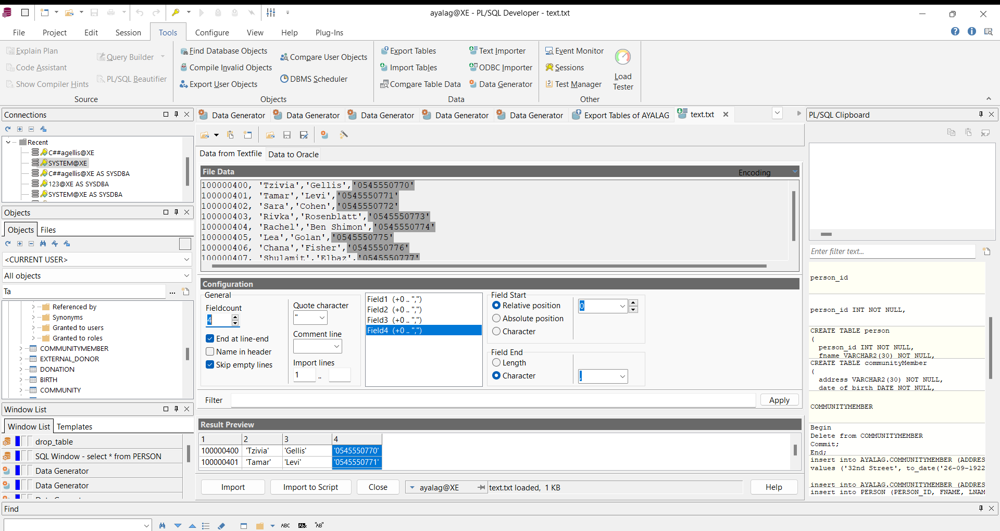 ayalag@XE - PL/SQL Developer - text.txt
File Project Edit Session Tools Configure View Help Plug-Ins
Explain Plan
Code Assistant
Show Compiler Hints
Query Builder
PL/SQL Beautifier
Source
Find Database Objects
Compile Invalid Objects
Export User Objects
Compare User Objects
DBMS Scheduler
Objects
Export Tables
Import Tables
Compare Table Data
Text Importer
ODBC Importer
Data Generator
Data
Event Monitor
Sessions
Test Manager
Load
Tester
Other
Connections
Recent
C##agellis@XE
SYSTEM@XE
C##agellis@XE AS SYSDBA
123@XE AS SYSDBA
SYSTEM@XE AS SYSDBA
Objects
Objects Files
<CURRENT USER>
All objects
Ta
...
Referenced by
Synonyms
Granted to users
Granted to roles
COMMUNITYMEMBER
EXTERNAL_DONOR
DONATION
BIRTH
COMMUNITY
Window List
Window List Templates
drop_table
SQL Window - select * from PERSON
Data Generator
Data Generator
Data Generator Data Generator Data Generator Data Generator Data Generator Export Tables of AYALAG text.txt
Data from Textfile Data to Oracle
File Data Encoding
100000400, 'Tzivia','Gellis','0545550770'
100000401, 'Tamar','Levi','0545550771'
100000402, 'Sara','Cohen','0545550772'
100000403, 'Rivka','Rosenblatt','0545550773'
100000404, 'Rachel','Ben Shimon','0545550774'
100000405, 'Lea','Golan','0545550775'
100000406, 'Chana','Fisher','0545550776'
100000407, 'Shulamit','Elbaz','0545550777'
Configuration
General
Fieldcount
4
End at line-end
Name in header
Skip empty lines
Quote character
"
Comment line
Import lines
1 ..
Field1 (+0 .. ",")
Field2 (+0 .. ",")
Field3 (+0 .. ",")
Field4 (+0 .. ",")
Field Start
Relative position
Absolute position
Character
0
Field End
Length
Character
,
Filter
Apply
Result Preview
1 2 3 4
100000400 'Tzivia' 'Gellis' '0545550770'
100000401 'Tamar' 'Levi' '0545550771'
Import Import to Script Close ayalag@XE text.txt loaded, 1 KB Help
PL/SQL Clipboard
Enter filter text...
person_id
person_id INT NOT NULL,
CREATE TABLE person
(
person_id INT NOT NULL,
fname VARCHAR2(30) NOT NULL,
CREATE TABLE communityMember
(
address VARCHAR2(30) NOT NULL,
date_of_birth DATE NOT NULL,
COMMUNITYMEMBER
Begin
Delete from COMMUNITYMEMBER
Commit;
End;
insert into AYALAG.COMMUNITYMEMBER (ADDRES
values ('32nd Street', to_date('26-09-1922
insert into AYALAG.COMMUNITYMEMBER (ADDRES
insert into PERSON (PERSON_ID, FNAME, LNAM
Find
ABC "AB"